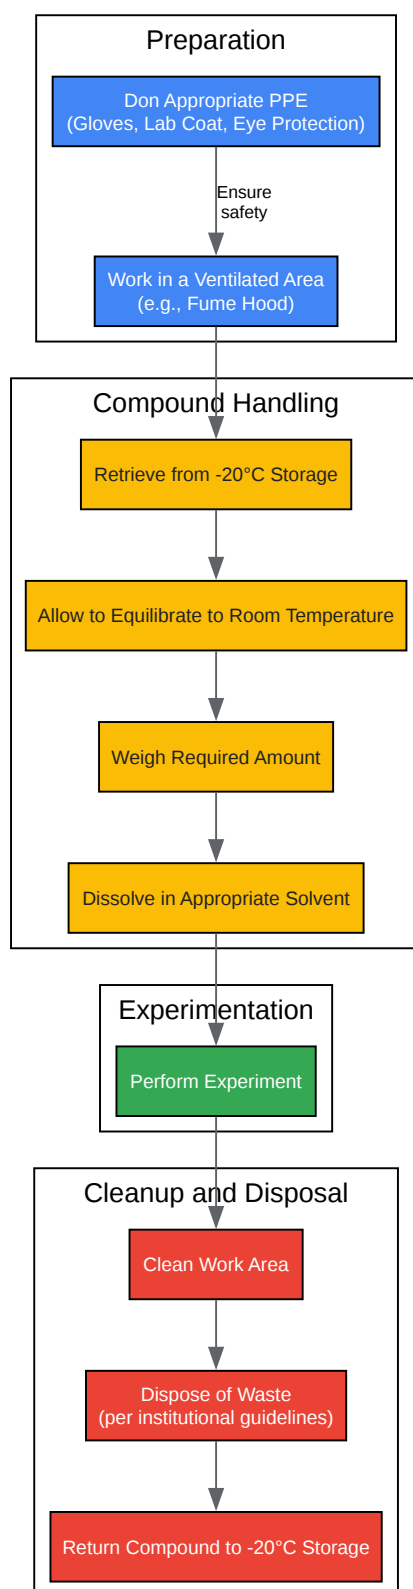 Preparation
Don Appropriate PPE
(Gloves, Lab Coat, Eye Protection)
Ensure
safety
Work in a Ventilated Area
(e.g., Fume Hood)
Compound Handling
Retrieve from -20°C Storage
Allow to Equilibrate to Room Temperature
Weigh Required Amount
Dissolve in Appropriate Solvent
Experimentation
Perform Experiment
Cleanup and Disposal
Clean Work Area
Dispose of Waste
(per institutional guidelines)
Return Compound to -20°C Storage